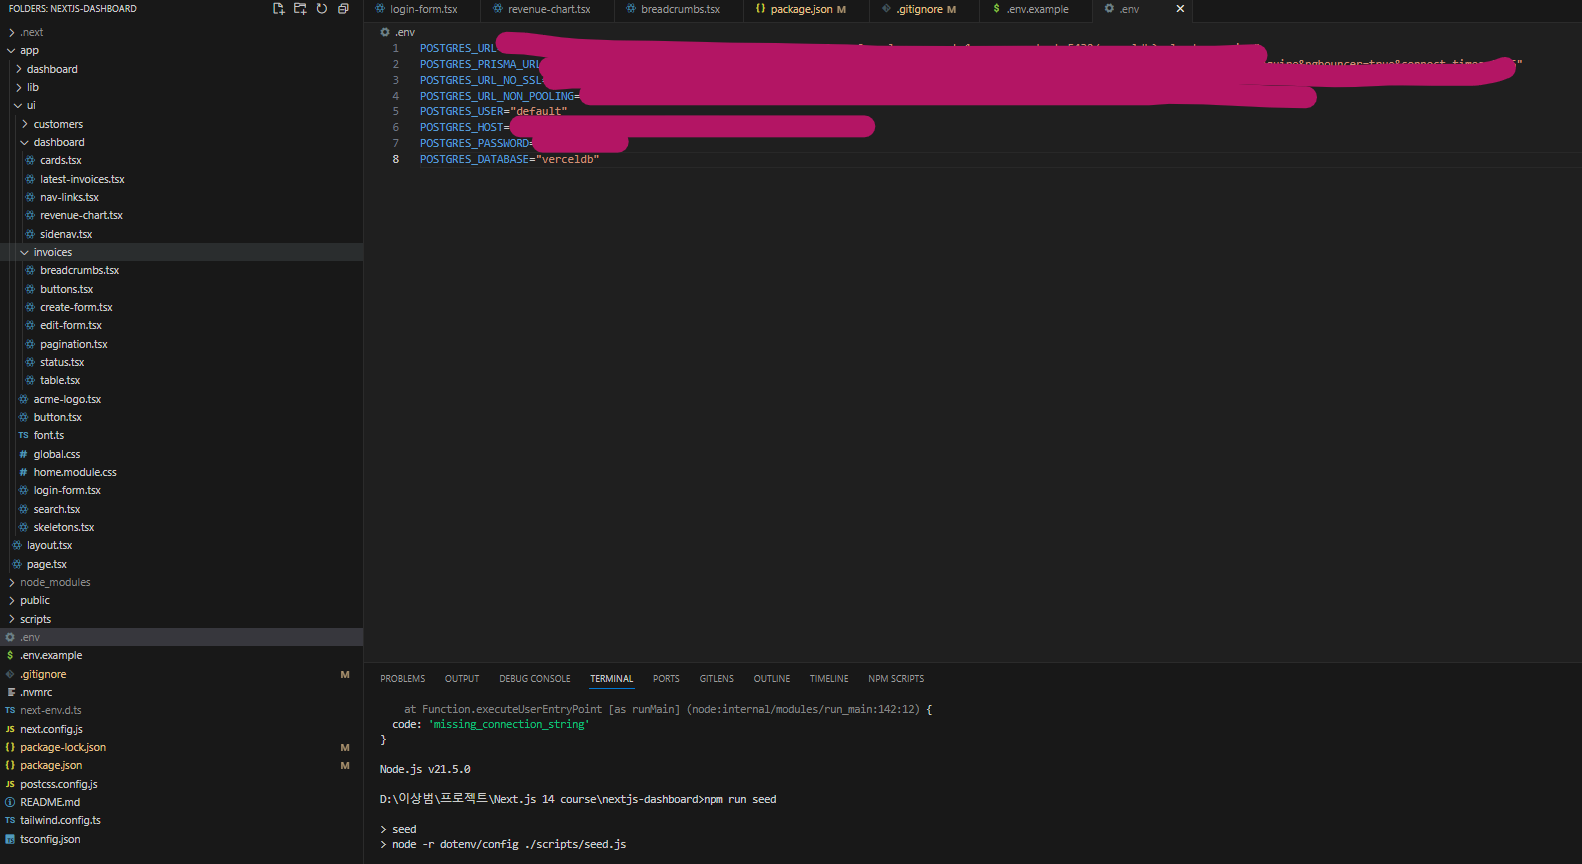 FOLDERS: NEXTJS-DASHBOARD
.next
app
dashboard
lib
ui
customers
dashboard
cards.tsx
latest-invoices.tsx
nav-links.tsx
revenue-chart.tsx
sidenav.tsx
invoices
breadcrumbs.tsx
buttons.tsx
create-form.tsx
edit-form.tsx
pagination.tsx
status.tsx
table.tsx
acme-logo.tsx
button.tsx
TS font.ts
# global.css
# home.module.css
login-form.tsx
search.tsx
skeletons.tsx
layout.tsx
page.tsx
node_modules
public
scripts
.env
$ .env.example
.gitignore M
.nvmrc
TS next-env.d.ts
JS next.config.js
{} package-lock.json M
{} package.json M
JS postcss.config.js
README.md
TS tailwind.config.ts
TS tsconfig.json
login-form.tsx revenue-chart.tsx breadcrumbs.tsx {} package.json M .gitignore M $ .env.example .env ×
.env
1 POSTGRES_URL
2 POSTGRES_PRISMA_URL
3 POSTGRES_URL_NO_SSL=
4 POSTGRES_URL_NON_POOLING=
5 POSTGRES_USER="default"
6 POSTGRES_HOST=
7 POSTGRES_PASSWORD=
8 POSTGRES_DATABASE="verceldb"
PROBLEMS OUTPUT DEBUG CONSOLE TERMINAL PORTS GITLENS OUTLINE TIMELINE NPM SCRIPTS
at Function.executeUserEntryPoint [as runMain] (node:internal/modules/run_main:142:12) {
code: 'missing_connection_string'
}
Node.js v21.5.0
D:\이상범\프로젝트\Next.js 14 course\nextjs-dashboard>npm run seed
> seed
> node -r dotenv/config ./scripts/seed.js